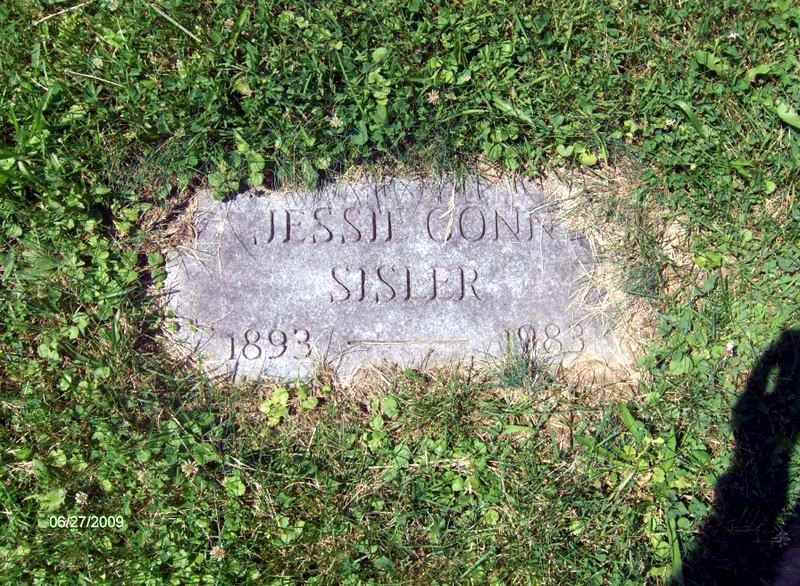 JESSIE CONN
SISLER
1893 — 1983
06/27/2009